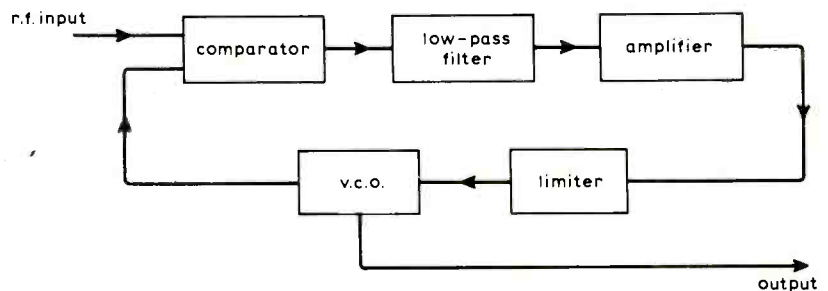 r.f. input
comparator
low-pass
filter
amplifier
v.c.o.
limiter
output